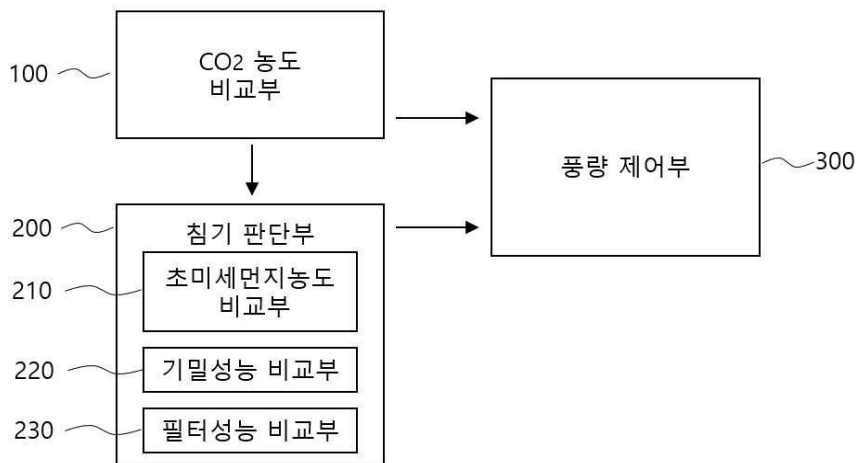 100
CO2 농도
비교부
풍량 제어부
300
200
침기 판단부
210
초미세먼지농도
비교부
220
기밀성능 비교부
230
필터성능 비교부